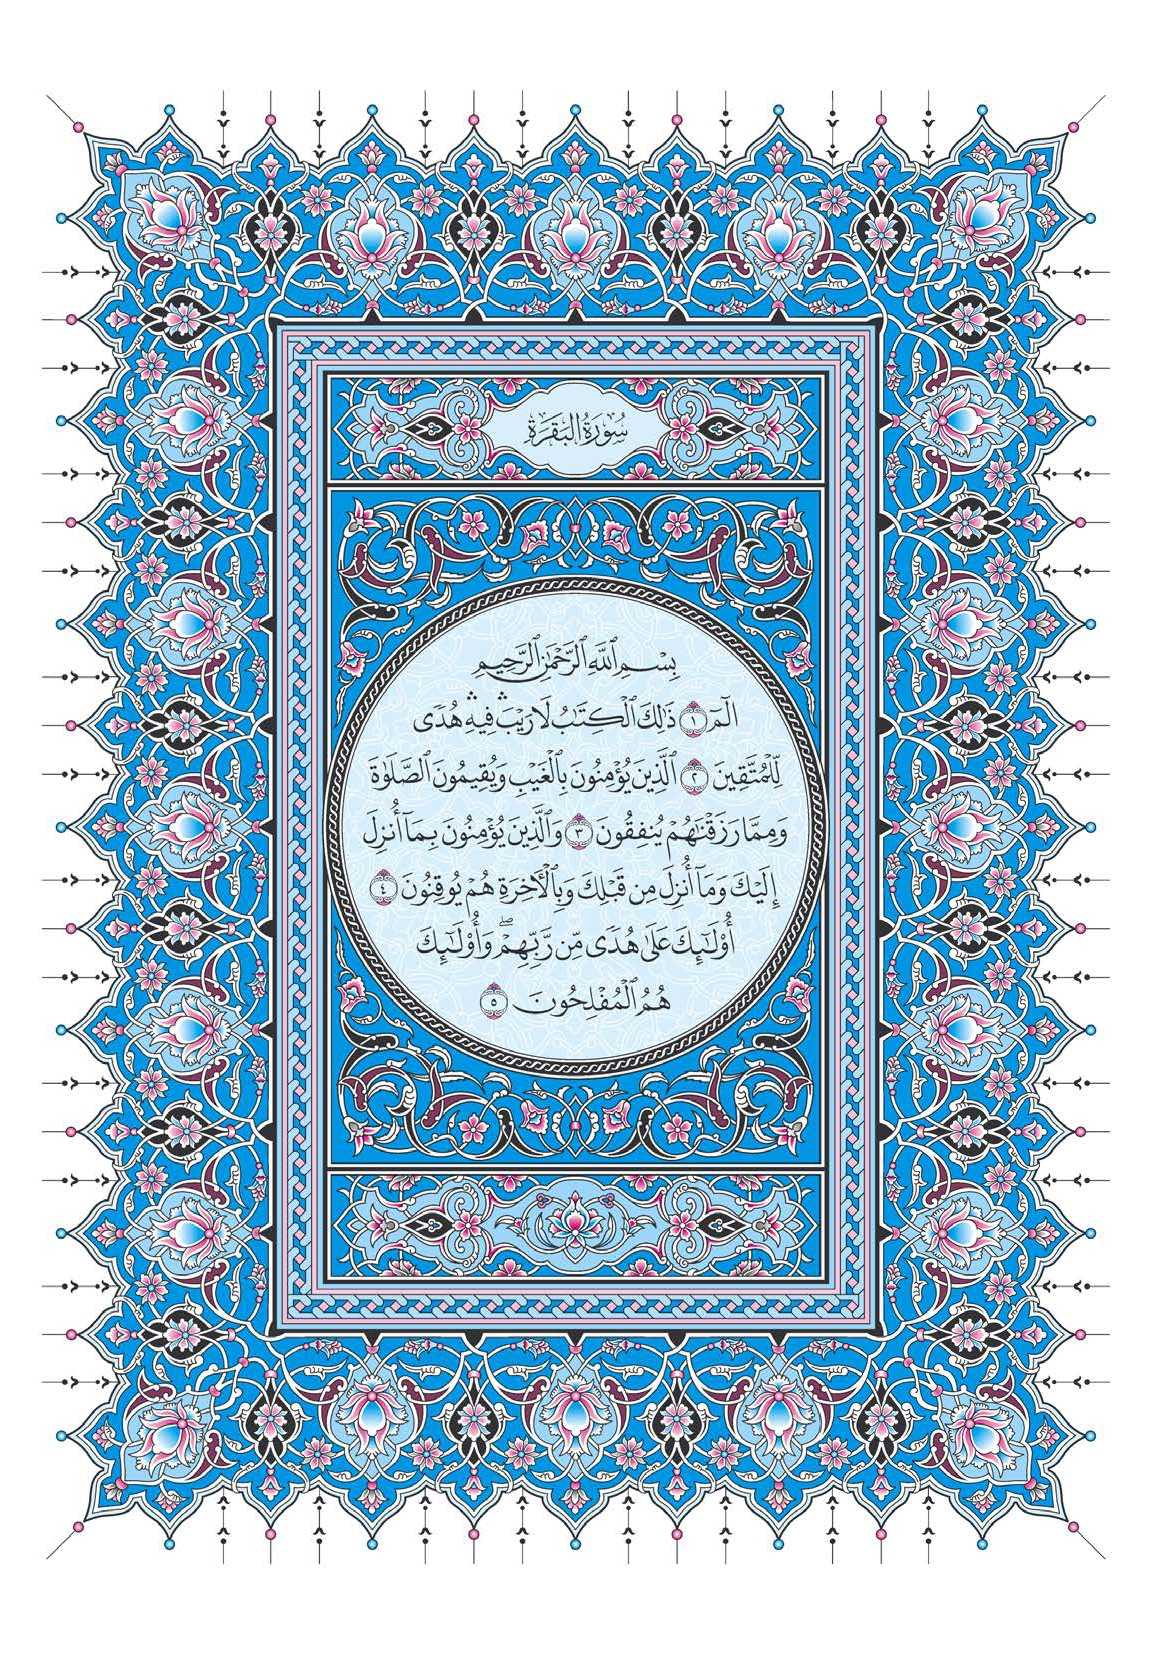 سُورَةُ البَقَرَةِ
بِسْمِ ٱللَّهِ ٱلرَّحْمَٰنِ ٱلرَّحِيمِ
الٓمٓ ١ ذَٰلِكَ ٱلْكِتَٰبُ لَا رَيْبَ ۛ فِيهِ ۛ هُدًى
لِّلْمُتَّقِينَ ٢ ٱلَّذِينَ يُؤْمِنُونَ بِٱلْغَيْبِ وَيُقِيمُونَ ٱلصَّلَوٰةَ
وَمِمَّا رَزَقْنَٰهُمْ يُنفِقُونَ ٣ وَٱلَّذِينَ يُؤْمِنُونَ بِمَآ أُنزِلَ
إِلَيْكَ وَمَآ أُنزِلَ مِن قَبْلِكَ وَبِٱلْأَخِرَةِ هُمْ يُوقِنُونَ ٤
أُو۟لَٰٓئِكَ عَلَىٰ هُدًى مِّن رَّبِّهِمْ ۖ وَأُو۟لَٰٓئِكَ
هُمُ ٱلْمُفْلِحُونَ ٥